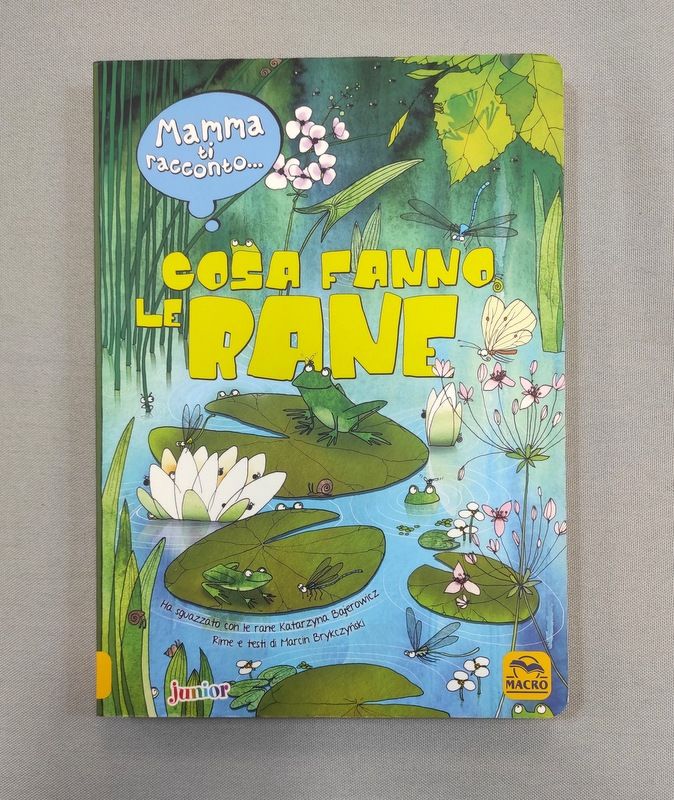 Mamma
ti
racconto...
COSA FANNO
LE
RANE
Ha sguazzato con le rane Katarzyna Bajerowicz
Rime e testi di Marcin Brykczyński
junior
MACRO